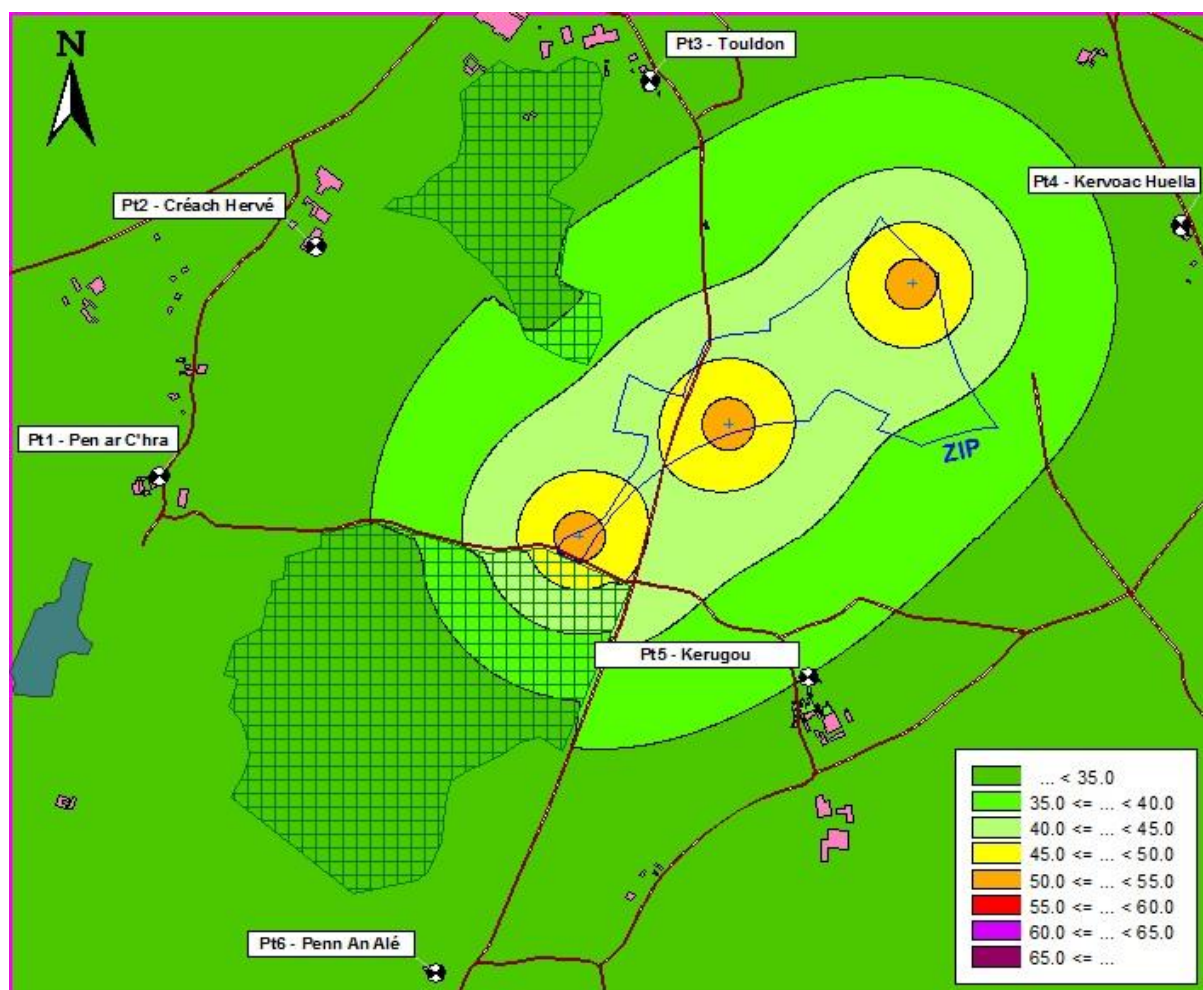 N
Pt3 - Touldon
Pt4 - Kervoac Huella
Pt2 - Créach Hervé
Pt1 - Pen ar C'hra
ZIP
Pt5 - Kerugou
Pt6 - Penn An Alé
... < 35.0
35.0 <= ... < 40.0
40.0 <= ... < 45.0
45.0 <= ... < 50.0
50.0 <= ... < 55.0
55.0 <= ... < 60.0
60.0 <= ... < 65.0
65.0 <= ...